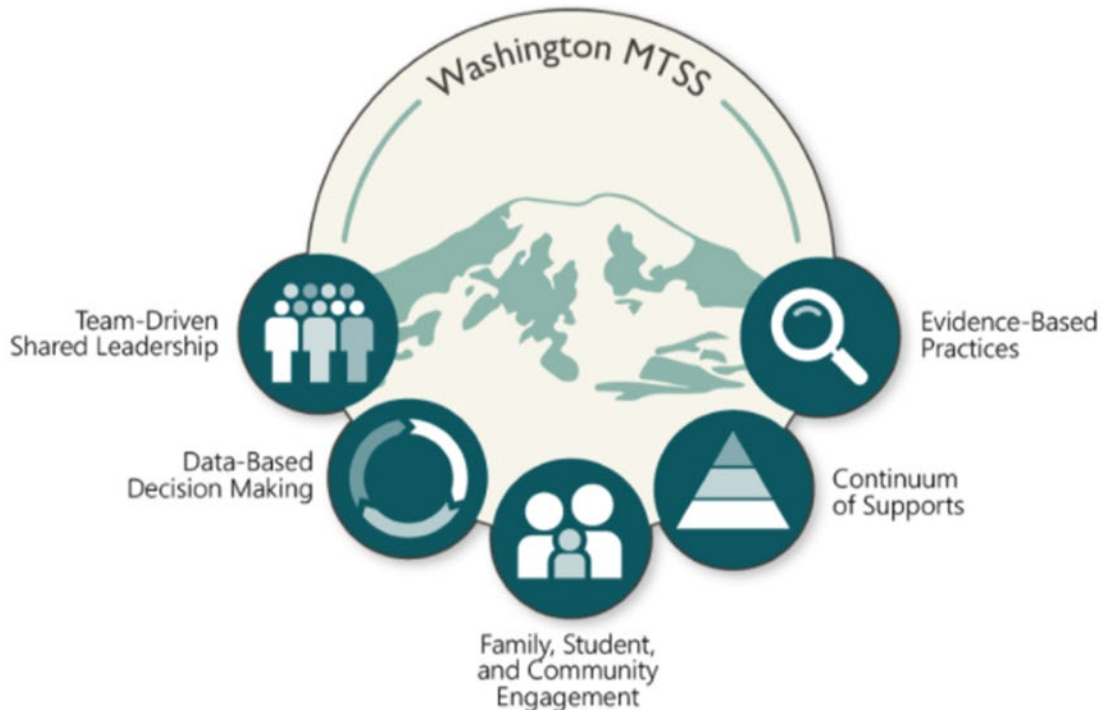 Washington MTSS
Team-Driven
Shared Leadership
Evidence-Based
Practices
Data-Based
Decision Making
Continuum
of Supports
Family, Student,
and Community
Engagement